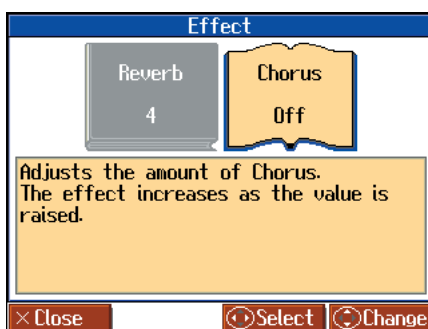 Effect
Reverb
4
Chorus
Off
Adjusts the amount of Chorus.
The effect increases as the value is
raised.
×Close
Select
Change